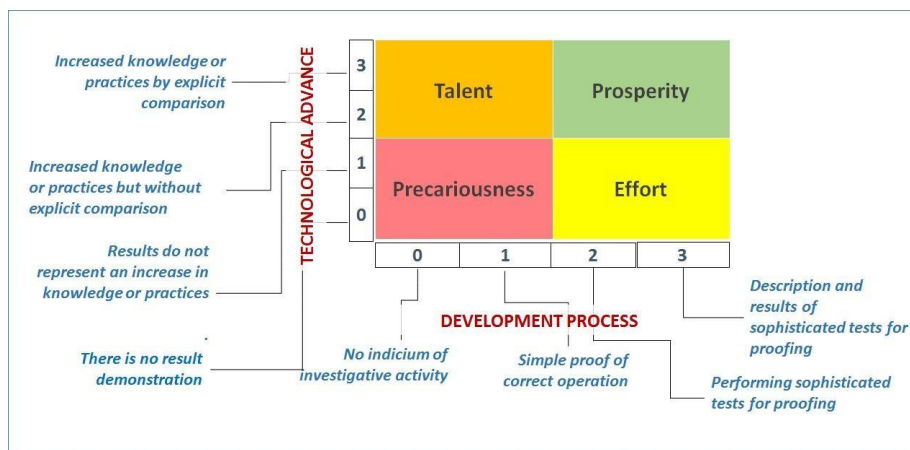 Increased knowledge or
practices by explicit
comparison
Increased knowledge
or practices but without
explicit comparison
Results do not
represent an increase in
knowledge or practices
.
There is no result
demonstration
TECHNOLOGICAL ADVANCE
3
2
1
0
Talent
Prosperity
Precariousness
Effort
0
1
2
3
DEVELOPMENT PROCESS
No indicium of
investigative activity
Simple proof of
correct operation
Description and
results of
sophisticated tests for
proofing
Performing sophisticated
tests for proofing